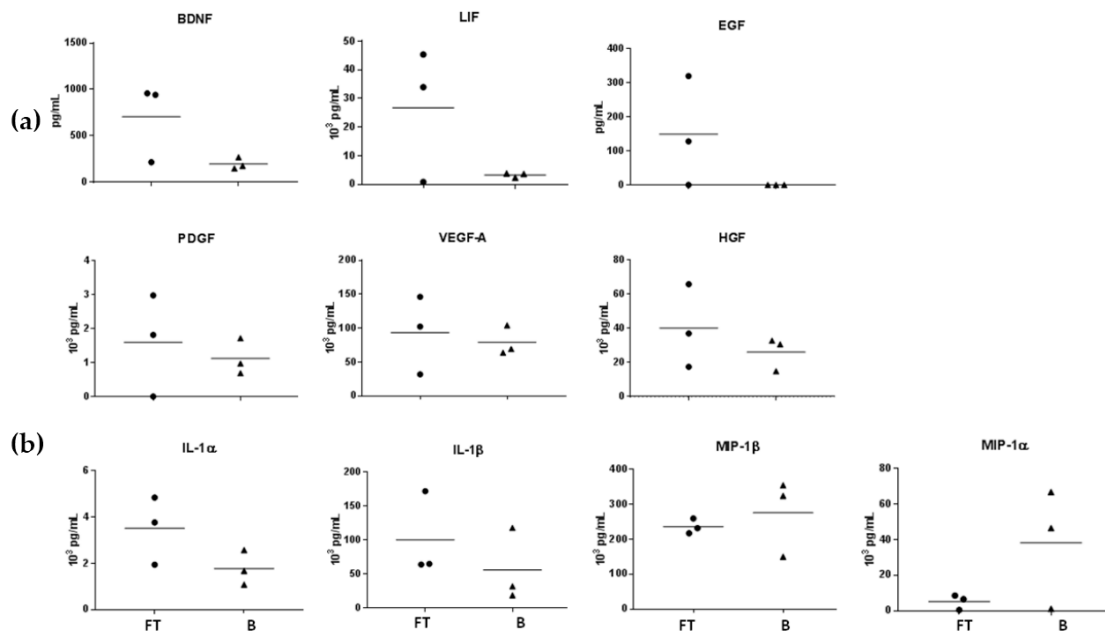 BDNF
LIF
EGF
(a)
pg/mL
1500
1000
500
0
10³ pg/mL
50
40
30
20
10
0
pg/mL
400
300
200
100
0
PDGF
VEGF-A
HGF
10³ pg/mL
4
3
2
1
0
10³ pg/mL
200
150
100
50
0
10³ pg/mL
80
60
40
20
0
(b)
IL-1α
IL-1β
MIP-1β
MIP-1α
10³ pg/mL
6
4
2
0
FT B
10³ pg/mL
200
150
100
50
0
FT B
10³ pg/mL
400
300
200
100
0
FT B
10³ pg/mL
80
60
40
20
0
FT B